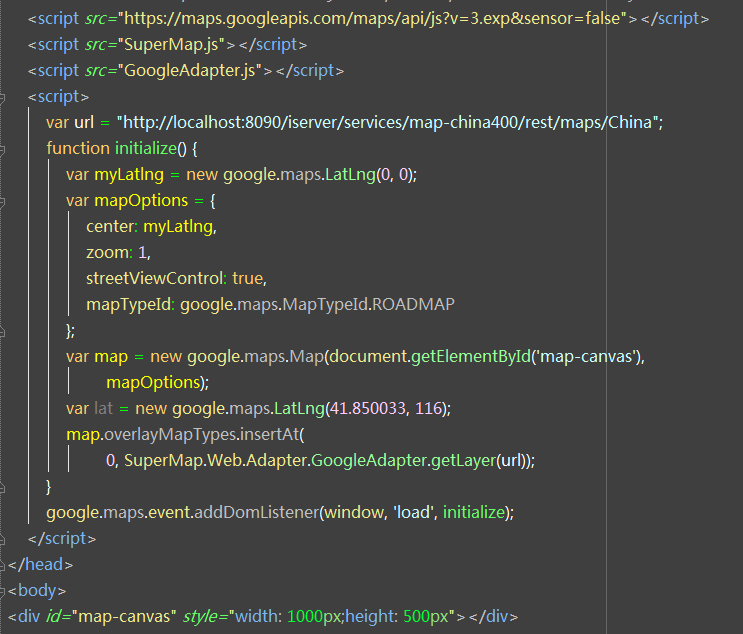 <script src="https://maps.googleapis.com/maps/api/js?v=3.exp&sensor=false"></script>
<script src="SuperMap.js"></script>
<script src="GoogleAdapter.js"></script>
<script>
var url = "http://localhost:8090/iserver/services/map-china400/rest/maps/China";
function initialize() {
var myLatlng = new google.maps.LatLng(0, 0);
var mapOptions = {
center: myLatlng,
zoom: 1,
streetViewControl: true,
mapTypeId: google.maps.MapTypeId.ROADMAP
};
var map = new google.maps.Map(document.getElementById('map-canvas'),
mapOptions);
var lat = new google.maps.LatLng(41.850033, 116);
map.overlayMapTypes.insertAt(
0, SuperMap.Web.Adapter.GoogleAdapter.getLayer(url));
}
google.maps.event.addDomListener(window, 'load', initialize);
</script>
</head>
<body>
<div id="map-canvas" style="width: 1000px;height: 500px"></div>